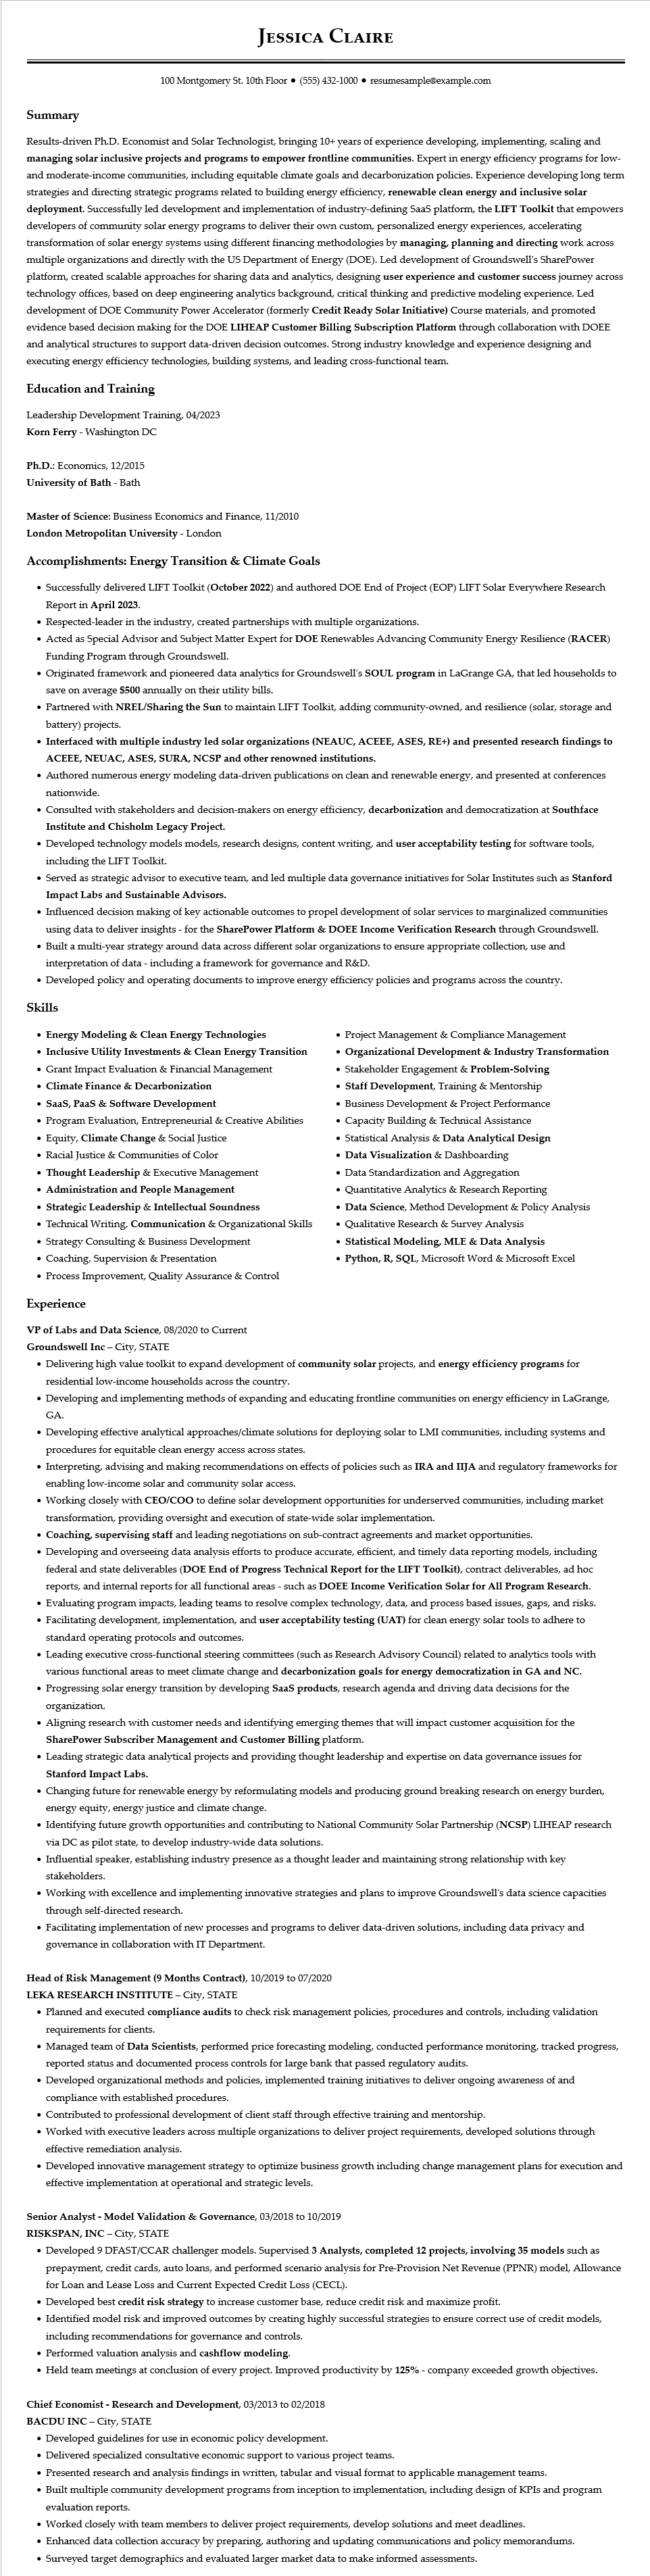 Jessica Claire
100 Montgomery St. 10th Floor ● (555) 432-1000 ● resumesample@example.com
Summary
Results-driven Ph.D. Economist and Solar Technologist, bringing 10+ years of experience developing, implementing, scaling and
managing solar inclusive projects and programs to empower frontline communities. Expert in energy efficiency programs for low-
and moderate-income communities, including equitable climate goals and decarbonization policies. Experience developing long term
strategies and directing strategic programs related to building energy efficiency, renewable clean energy and inclusive solar
deployment. Successfully led development and implementation of industry-defining SaaS platform, the LIFT Toolkit that empowers
developers of community solar energy programs to deliver their own custom, personalized energy experiences, accelerating
transformation of solar energy systems using different financing methodologies by managing, planning and directing work across
multiple organizations and directly with the US Department of Energy (DOE). Led development of Groundswell's SharePower
platform, created scalable approaches for sharing data and analytics, designing user experience and customer success journey across
technology offices, based on deep engineering analytics background, critical thinking and predictive modeling experience. Led
development of DOE Community Power Accelerator (formerly Credit Ready Solar Initiative) Course materials, and promoted
evidence based decision making for the DOE LIHEAP Customer Billing Subscription Platform through collaboration with DOEE
and analytical structures to support data-driven decision outcomes. Strong industry knowledge and experience designing and
executing energy efficiency technologies, building systems, and leading cross-functional team.
Education and Training
Leadership Development Training, 04/2023
Korn Ferry - Washington DC
Ph.D.: Economics, 12/2015
University of Bath - Bath
Master of Science: Business Economics and Finance, 11/2010
London Metropolitan University - London
Accomplishments: Energy Transition & Climate Goals
• Successfully delivered LIFT Toolkit (October 2022) and authored DOE End of Project (EOP) LIFT Solar Everywhere Research
Report in April 2023.
• Respected-leader in the industry, created partnerships with multiple organizations.
• Acted as Special Advisor and Subject Matter Expert for DOE Renewables Advancing Community Energy Resilience (RACER)
Funding Program through Groundswell.
• Originated framework and pioneered data analytics for Groundswell's SOUL program in LaGrange GA, that led households to
save on average $500 annually on their utility bills.
• Partnered with NREL/Sharing the Sun to maintain LIFT Toolkit, adding community-owned, and resilience (solar, storage and
battery) projects.
• Interfaced with multiple industry led solar organizations (NEAUC, ACEEE, ASES, RE+) and presented research findings to
ACEEE, NEUAC, ASES, SURA, NCSP and other renowned institutions.
• Authored numerous energy modeling data-driven publications on clean and renewable energy, and presented at conferences
nationwide.
• Consulted with stakeholders and decision-makers on energy efficiency, decarbonization and democratization at Southface
Institute and Chisholm Legacy Project.
• Developed technology models models, research designs, content writing, and user acceptability testing for software tools,
including the LIFT Toolkit.
• Served as strategic advisor to executive team, and led multiple data governance initiatives for Solar Institutes such as Stanford
Impact Labs and Sustainable Advisors.
• Influenced decision making of key actionable outcomes to propel development of solar services to marginalized communities
using data to deliver insights - for the SharePower Platform & DOEE Income Verification Research through Groundswell.
• Built a multi-year strategy around data across different solar organizations to ensure appropriate collection, use and
interpretation of data - including a framework for governance and R&D.
• Developed policy and operating documents to improve energy efficiency policies and programs across the country.
Skills
• Energy Modeling & Clean Energy Technologies
• Inclusive Utility Investments & Clean Energy Transition
• Grant Impact Evaluation & Financial Management
• Climate Finance & Decarbonization
• SaaS, PaaS & Software Development
• Program Evaluation, Entrepreneurial & Creative Abilities
• Equity, Climate Change & Social Justice
• Racial Justice & Communities of Color
• Thought Leadership & Executive Management
• Administration and People Management
• Strategic Leadership & Intellectual Soundness
• Technical Writing, Communication & Organizational Skills
• Strategy Consulting & Business Development
• Coaching, Supervision & Presentation
• Process Improvement, Quality Assurance & Control
• Project Management & Compliance Management
• Organizational Development & Industry Transformation
• Stakeholder Engagement & Problem-Solving
• Staff Development, Training & Mentorship
• Business Development & Project Performance
• Capacity Building & Technical Assistance
• Statistical Analysis & Data Analytical Design
• Data Visualization & Dashboarding
• Data Standardization and Aggregation
• Quantitative Analytics & Research Reporting
• Data Science, Method Development & Policy Analysis
• Qualitative Research & Survey Analysis
• Statistical Modeling, MLE & Data Analysis
• Python, R, SQL, Microsoft Word & Microsoft Excel
Experience
VP of Labs and Data Science, 08/2020 to Current
Groundswell Inc – City, STATE
• Delivering high value toolkit to expand development of community solar projects, and energy efficiency programs for
residential low-income households across the country.
• Developing and implementing methods of expanding and educating frontline communities on energy efficiency in LaGrange,
GA.
• Developing effective analytical approaches/climate solutions for deploying solar to LMI communities, including systems and
procedures for equitable clean energy access across states.
• Interpreting, advising and making recommendations on effects of policies such as IRA and IIJA and regulatory frameworks for
enabling low-income solar and community solar access.
• Working closely with CEO/COO to define solar development opportunities for underserved communities, including market
transformation, providing oversight and execution of state-wide solar implementation.
• Coaching, supervising staff and leading negotiations on sub-contract agreements and market opportunities.
• Developing and overseeing data analysis efforts to produce accurate, efficient, and timely data reporting models, including
federal and state deliverables (DOE End of Progress Technical Report for the LIFT Toolkit), contract deliverables, ad hoc
reports, and internal reports for all functional areas - such as DOEE Income Verification Solar for All Program Research.
• Evaluating program impacts, leading teams to resolve complex technology, data, and process based issues, gaps, and risks.
• Facilitating development, implementation, and user acceptability testing (UAT) for clean energy solar tools to adhere to
standard operating protocols and outcomes.
• Leading executive cross-functional steering committees (such as Research Advisory Council) related to analytics tools with
various functional areas to meet climate change and decarbonization goals for energy democratization in GA and NC.
• Progressing solar energy transition by developing SaaS products, research agenda and driving data decisions for the
organization.
• Aligning research with customer needs and identifying emerging themes that will impact customer acquisition for the
SharePower Subscriber Management and Customer Billing platform.
• Leading strategic data analytical projects and providing thought leadership and expertise on data governance issues for
Stanford Impact Labs.
• Changing future for renewable energy by reformulating models and producing ground breaking research on energy burden,
energy equity, energy justice and climate change.
• Identifying future growth opportunities and contributing to National Community Solar Partnership (NCSP) LIHEAP research
via DC as pilot state, to develop industry-wide data solutions.
• Influential speaker, establishing industry presence as a thought leader and maintaining strong relationship with key
stakeholders.
• Working with excellence and implementing innovative strategies and plans to improve Groundswell's data science capacities
through self-directed research.
• Facilitating implementation of new processes and programs to deliver data-driven solutions, including data privacy and
governance in collaboration with IT Department.
Head of Risk Management (9 Months Contract), 10/2019 to 07/2020
LEKA RESEARCH INSTITUTE – City, STATE
• Planned and executed compliance audits to check risk management policies, procedures and controls, including validation
requirements for clients.
• Managed team of Data Scientists, performed price forecasting modeling, conducted performance monitoring, tracked progress,
reported status and documented process controls for large bank that passed regulatory audits.
• Developed organizational methods and policies, implemented training initiatives to deliver ongoing awareness of and
compliance with established procedures.
• Contributed to professional development of client staff through effective training and mentorship.
• Worked with executive leaders across multiple organizations to deliver project requirements, developed solutions through
effective remediation analysis.
• Developed innovative management strategy to optimize business growth including change management plans for execution and
effective implementation at operational and strategic levels.
Senior Analyst - Model Validation & Governance, 03/2018 to 10/2019
RISKSPAN, INC – City, STATE
• Developed 9 DFAST/CCAR challenger models. Supervised 3 Analysts, completed 12 projects, involving 35 models such as
prepayment, credit cards, auto loans, and performed scenario analysis for Pre-Provision Net Revenue (PPNR) model, Allowance
for Loan and Lease Loss and Current Expected Credit Loss (CECL).
• Developed best credit risk strategy to increase customer base, reduce credit risk and maximize profit.
• Identified model risk and improved outcomes by creating highly successful strategies to ensure correct use of credit models,
including recommendations for governance and controls.
• Performed valuation analysis and cashflow modeling.
• Held team meetings at conclusion of every project. Improved productivity by 125% - company exceeded growth objectives.
Chief Economist - Research and Development, 03/2013 to 02/2018
BACDU INC – City, STATE
• Developed guidelines for use in economic policy development.
• Delivered specialized consultative economic support to various project teams.
• Presented research and analysis findings in written, tabular and visual format to applicable management teams.
• Built multiple community development programs from inception to implementation, including design of KPIs and program
evaluation reports.
• Worked closely with team members to deliver project requirements, develop solutions and meet deadlines.
• Enhanced data collection accuracy by preparing, authoring and updating communications and policy memorandums.
• Surveyed target demographics and evaluated larger market data to make informed assessments.